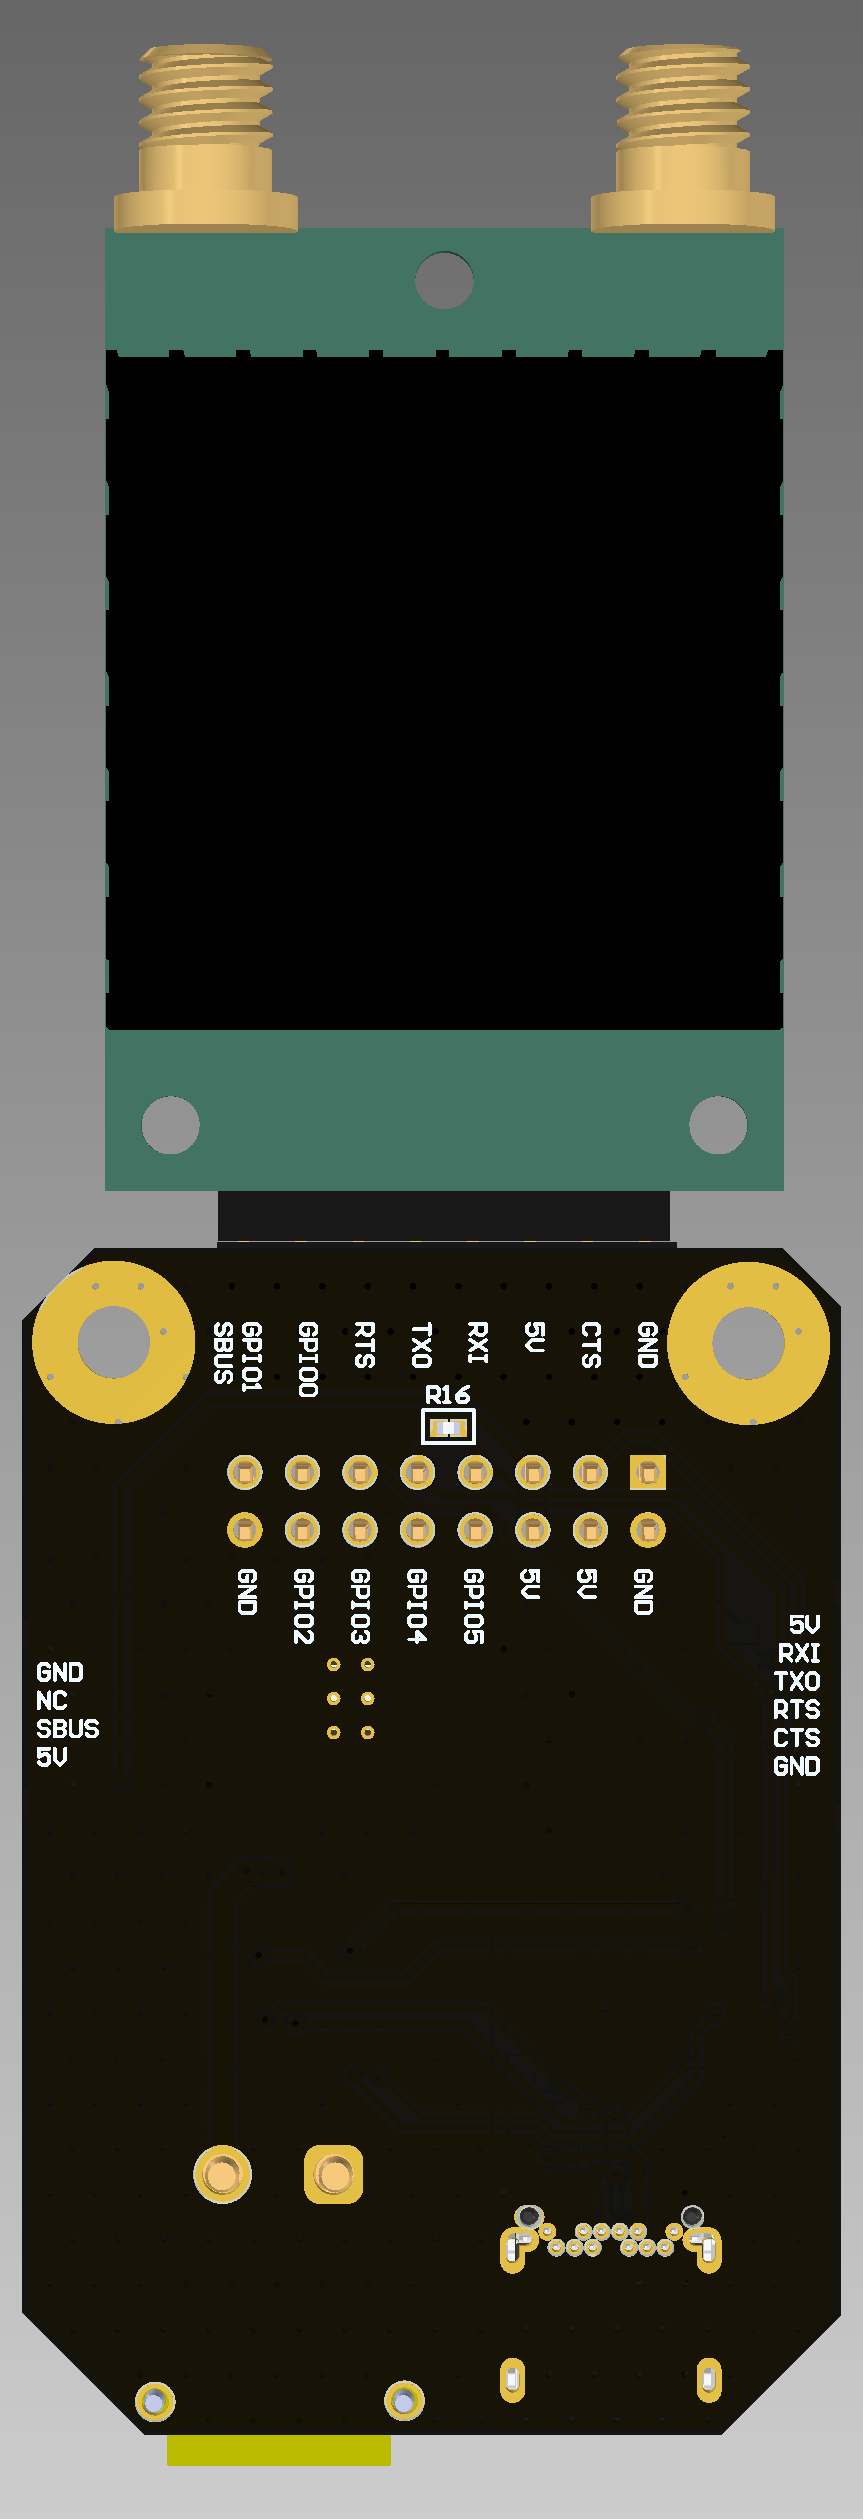 SBUS
GPIO1
GPIO0
RTS
TXO
RXI
5V
CTS
GND
R16
GND
GPIO2
GPIO3
GPIO4
GPIO5
5V
5V
GND
GND
NC
SBUS
5V
5V
RXI
TXO
RTS
CTS
GND